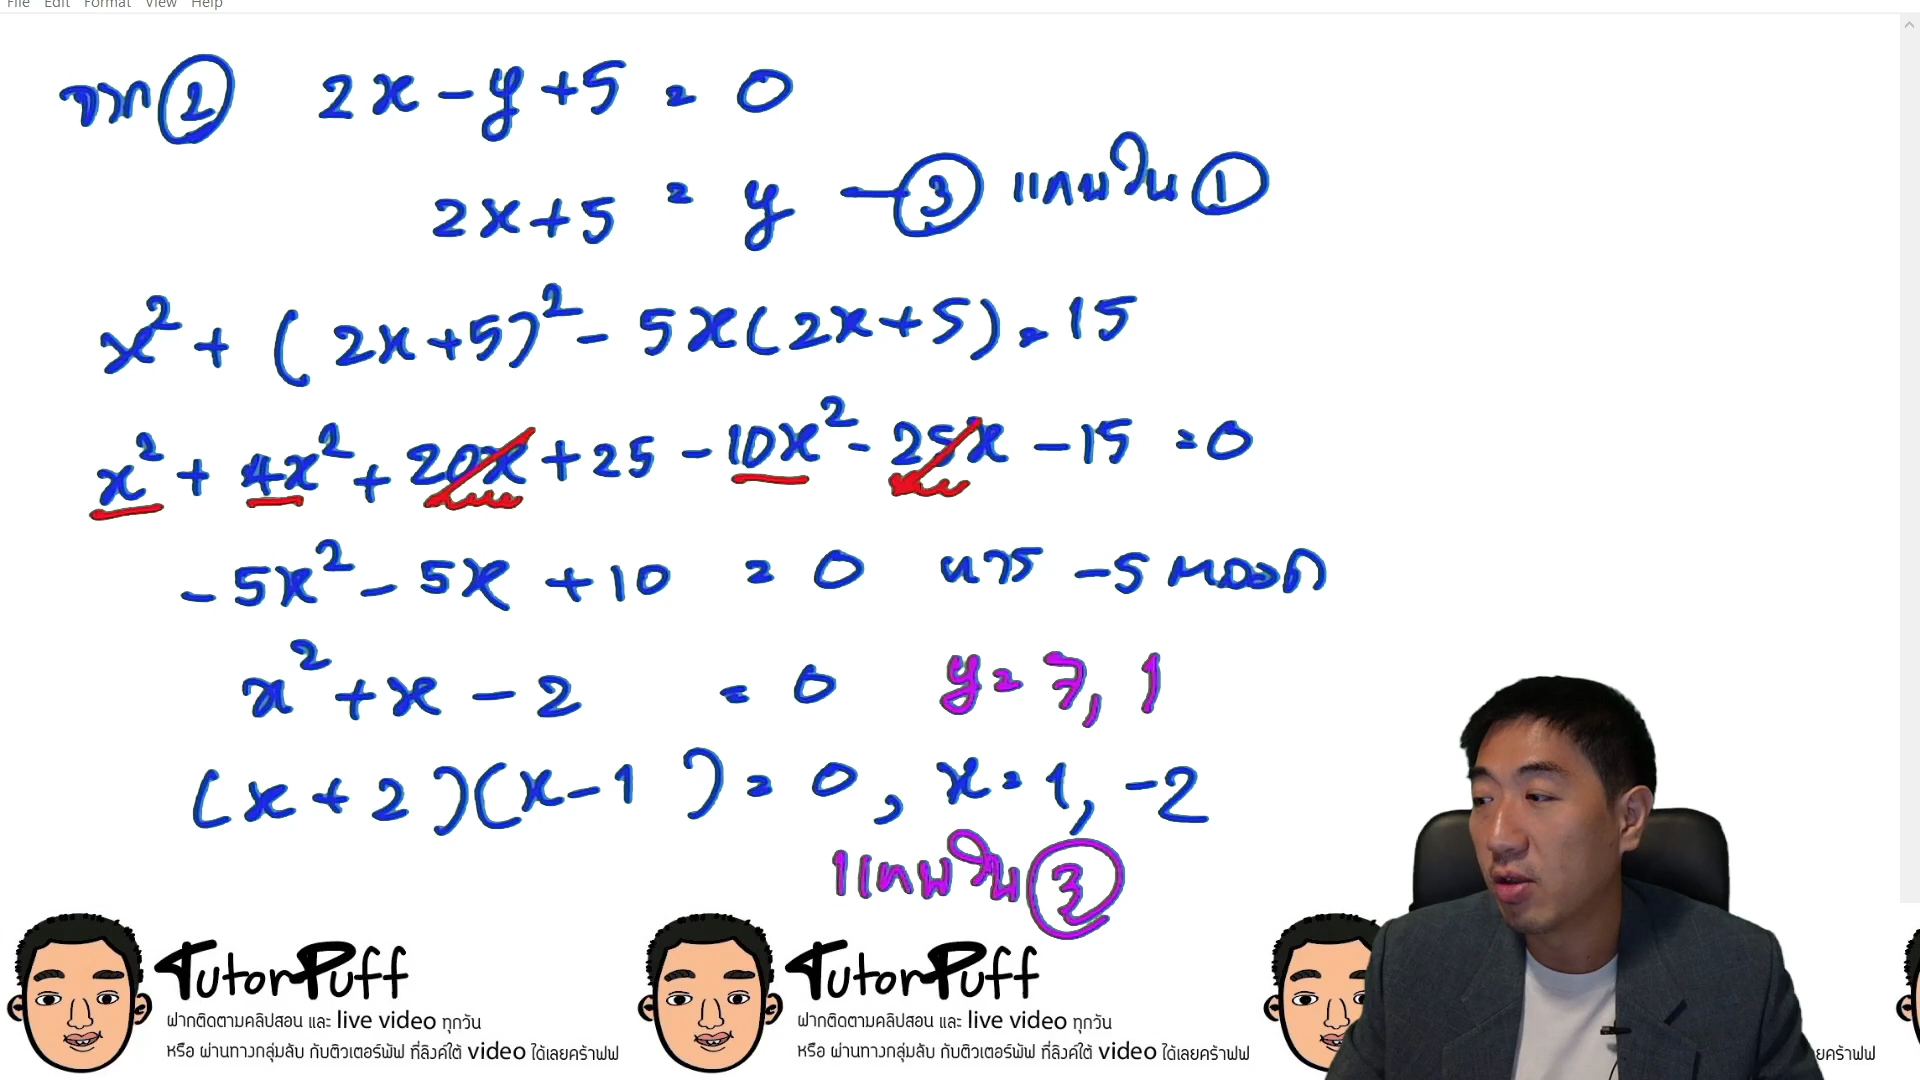 File Edit Format View Help
จาก ② 2x - y + 5 = 0
2x + 5 = y — ③ แทนใน ①
x² + (2x + 5)² - 5x(2x + 5) = 15
x² + 4x² + 20x + 25 - 10x² - 25x - 15 = 0
- 5x² - 5x + 10 = 0 หาร -5 ตลอด
x² + x - 2 = 0 y = 7, 1
(x + 2)(x - 1) = 0, x = 1, -2
แทนใน ③
TutorPuff TutorPuff
ฝากติดตามคลิปสอน และ live video ทุกวัน ฝากติดตามคลิปสอน และ live video ทุกวัน
หรือ ผ่านทางกลุ่มลับ กับติวเตอร์พัฟ ที่ลิงค์ใต้ video ได้เลยคร้าฟฟ หรือ ผ่านทางกลุ่มลับ กับติวเตอร์พัฟ ที่ลิงค์ใต้ video ได้เลยคร้าฟฟ ยคร้าฟฟ